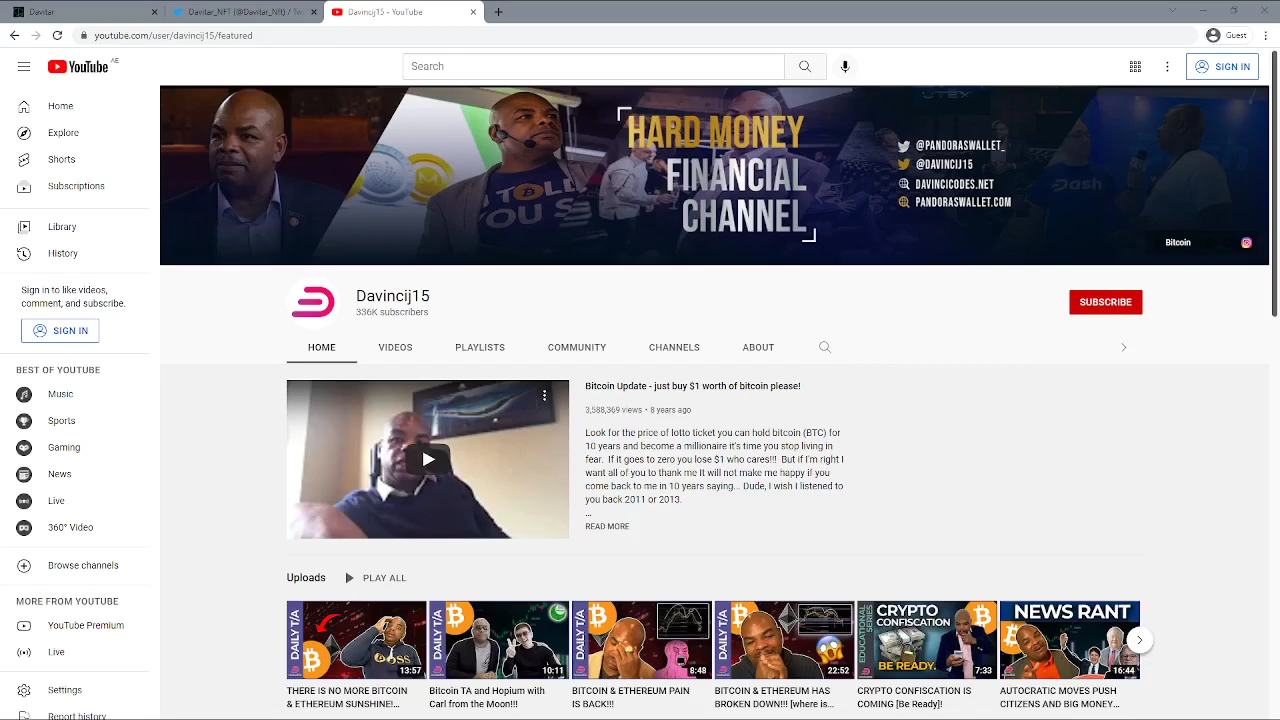 Davitar
Davitar_NFT (@Davitar_Nft) / Tw
Davincij15 - YouTube
youtube.com/user/davincij15/featured
Guest
YouTube AE
Search
SIGN IN
Home
Explore
Shorts
Subscriptions
Library
History
Sign in to like videos,
comment, and subscribe.
SIGN IN
BEST OF YOUTUBE
Music
Sports
Gaming
News
Live
360° Video
Browse channels
MORE FROM YOUTUBE
YouTube Premium
Live
Settings
Report history
TOLD
YOU S
HARD MONEY
FINANCIAL
CHANNEL
@PANDORASWALLET_
@DAVINCIJ15
DAVINCICODES.NET
PANDORASWALLET.COM
Dash
Bitcoin
Davincij15
336K subscribers
SUBSCRIBE
HOME
VIDEOS
PLAYLISTS
COMMUNITY
CHANNELS
ABOUT
Bitcoin Update - just buy $1 worth of bitcoin please!
3,588,369 views • 8 years ago
Look for the price of lotto ticket you can hold bitcoin (BTC) for
10 years and become a millionaire it's time you stop living in
fear. If it goes to zero you lose $1 who cares!!! But if I'm right I
want all of you to thank me It will not make me happy if you
come back to me in 10 years saying... Dude, I wish I listened to
you back 2011 or 2013.
...
READ MORE
Uploads
PLAY ALL
DAILY T/A
13:57
THERE IS NO MORE BITCOIN
& ETHEREUM SUNSHINE!...
DAILY T/A
10:11
Bitcoin TA and Hopium with
Carl from the Moon!!!
DAILY T/A
8:48
BITCOIN & ETHEREUM PAIN
IS BACK!!!
DAILY T/A
22:52
BITCOIN & ETHEREUM HAS
BROKEN DOWN!!! [where is...
EDUCATIONAL SERIES
CRYPTO
CONFISCATION
BE READY.
7:33
CRYPTO CONFISCATION IS
COMING [Be Ready]!
NEWS RANT
16:44
AUTOCRATIC MOVES PUSH
CITIZENS AND BIG MONEY...